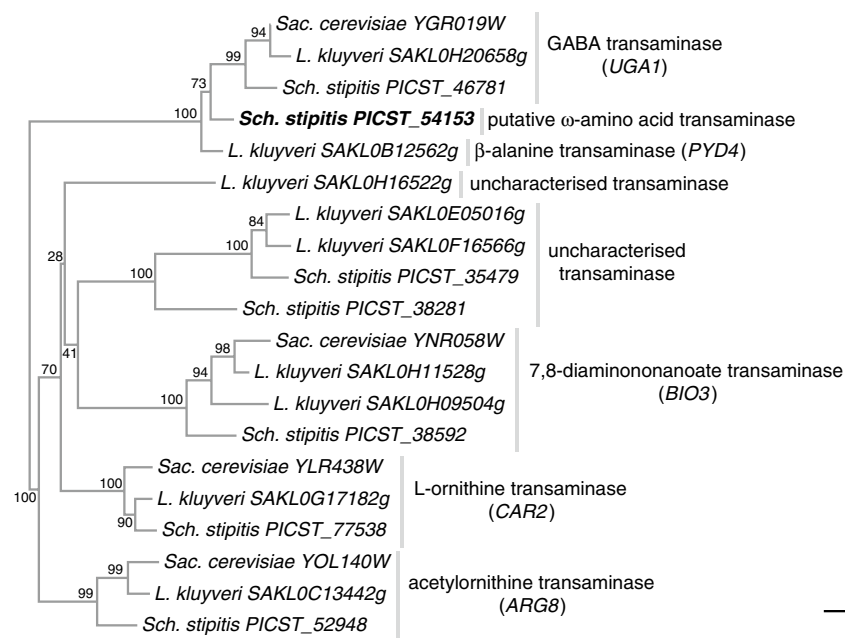 94 Sac. cerevisiae YGR019W
99 L. kluyveri SAKL0H20658g
GABA transaminase
(UGA1)
73 Sch. stipitis PICST_46781
100 Sch. stipitis PICST_54153 putative ω-amino acid transaminase
L. kluyveri SAKL0B12562g β-alanine transaminase (PYD4)
L. kluyveri SAKL0H16522g uncharacterised transaminase
84 L. kluyveri SAKL0E05016g
28 100 L. kluyveri SAKL0F16566g
uncharacterised
transaminase
100 Sch. stipitis PICST_35479
Sch. stipitis PICST_38281
41 98 Sac. cerevisiae YNR058W
70 94 L. kluyveri SAKL0H11528g
7,8-diaminononanoate transaminase
(BIO3)
100 L. kluyveri SAKL0H09504g
Sch. stipitis PICST_38592
Sac. cerevisiae YLR438W
100 100 L. kluyveri SAKL0G17182g
L-ornithine transaminase
(CAR2)
90 Sch. stipitis PICST_77538
Sac. cerevisiae YOL140W
99 L. kluyveri SAKL0C13442g
acetylornithine transaminase
(ARG8)
99 Sch. stipitis PICST_52948